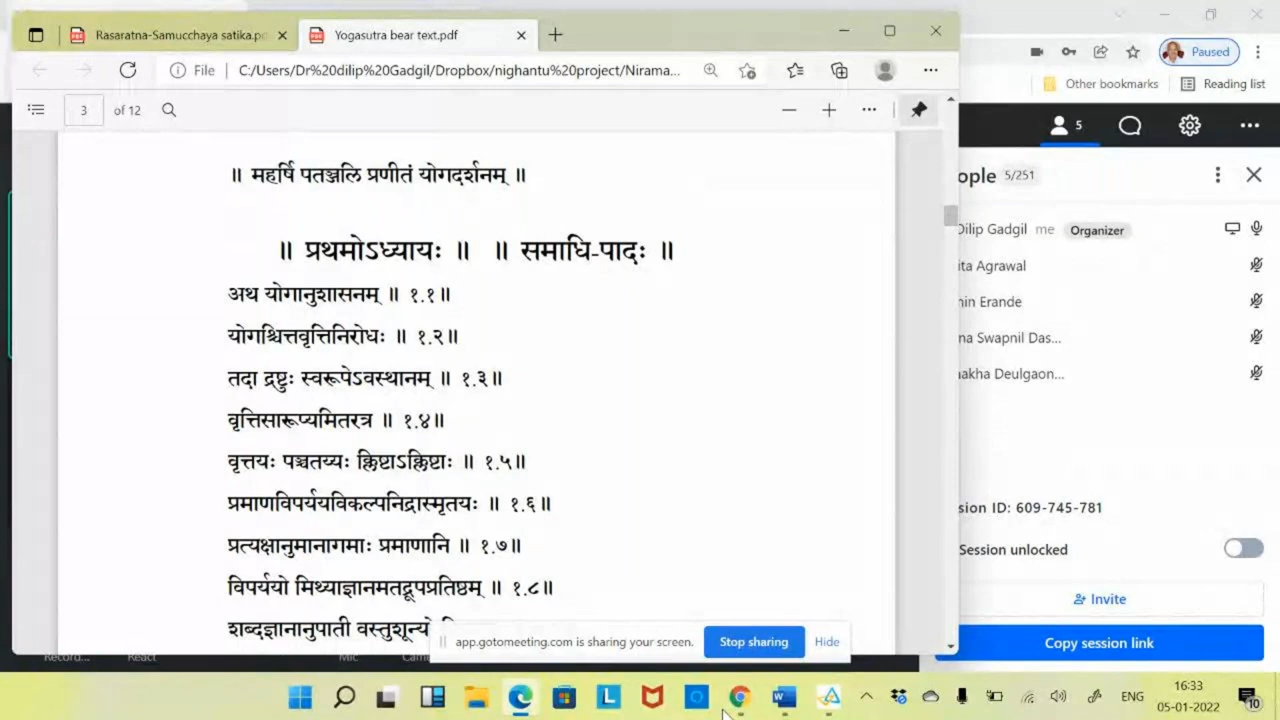 Rasaratna-Samucchaya satika.pd
Yogasutra bear text.pdf
File
C:/Users/Dr%20dilip%20Gadgil/Dropbox/nighantu%20project/Nirama...
Paused
Other bookmarks
Reading list
3 of 12
5
॥ महर्षि पतञ्जलि प्रणीतं योगदर्शनम् ॥
॥ प्रथमोऽध्यायः ॥ ॥ समाधि-पादः ॥
अथ योगानुशासनम् ॥ १.१॥
योगश्चित्तवृत्तिनिरोधः ॥ १.२॥
तदा द्रष्टुः स्वरूपेऽवस्थानम् ॥ १.३॥
वृत्तिसारूप्यमितरत्र ॥ १.४॥
वृत्तयः पञ्चतय्यः क्लिष्टाऽक्लिष्टाः ॥ १.५॥
प्रमाणविपर्ययविकल्पनिद्रास्मृतयः ॥ १.६॥
प्रत्यक्षानुमानागमाः प्रमाणानि ॥ १.७॥
विपर्ययो मिथ्याज्ञानमतद्रूपप्रतिष्ठम् ॥ १.८॥
शब्दज्ञानानुपाती वस्तुशून्यो
ople 5/251
Dilip Gadgil me Organizer
ita Agrawal
hin Erande
na Swapnil Das...
akha Deulgaon...
sion ID: 609-745-781
Session unlocked
Invite
Copy session link
app.gotomeeting.com is sharing your screen.
Stop sharing
Hide
Record...
React
Mic
ENG
16:33
05-01-2022
10